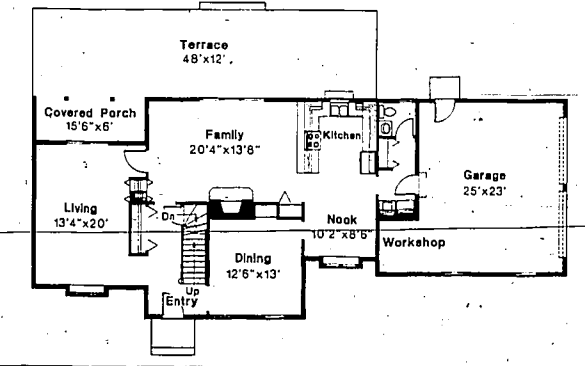 Terrace
48'x12'
Covered Porch
15'6"x6'
Family
20'4"x13'8"
Kitchen
Garage
25'x23'
Living
13'4"x20'
Dn
Nook
10'2"x8'6"
Workshop
Dining
12'6"x13'
Up
Entry